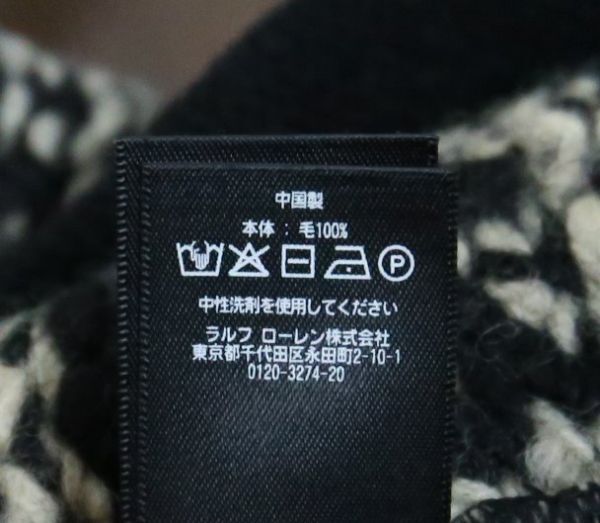 中国製
本体 : 毛100%
P
中性洗剤を使用してください
ラルフ ローレン株式会社
東京都千代田区永田町2-10-1
0120-3274-20